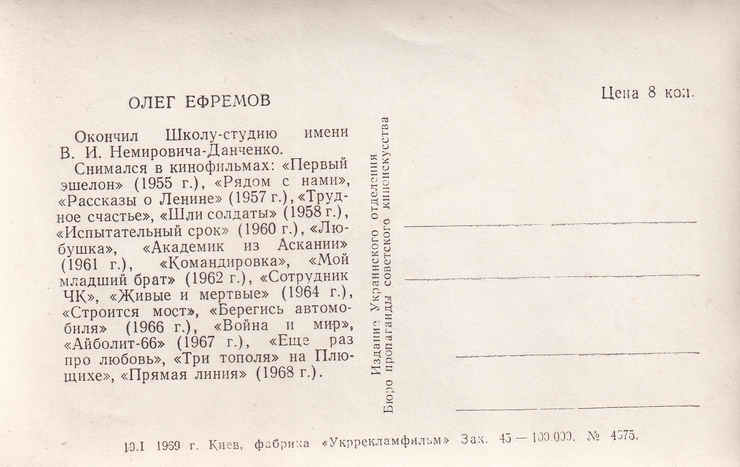 ОЛЕГ ЕФРЕМОВ
Окончил Школу-студию имени
В. И. Немировича-Данченко.
Снимался в кинофильмах: «Первый
эшелон» (1955 г.), «Рядом с нами»,
«Рассказы о Ленине» (1957 г.), «Труд-
ное счастье», «Шли солдаты» (1958 г.),
«Испытательный срок» (1960 г.), «Лю-
бушка», «Академик из Аскании»
(1961 г.), «Командировка», «Мой
младший брат» (1962 г.), «Сотрудник
ЧК», «Живые и мертвые» (1964 г.),
«Строится мост», «Берегись автомо-
биля» (1966 г.), «Война и мир»,
«Айболит-66» (1967 г.), «Еще раз
про любовь», «Три тополя» на Плю-
щихе», «Прямая линия» (1968 г.).
Издание Украинского отделения
Бюро пропаганды советского киноискусства
Цена 8 коп.
10.I 1969 г. Киев, фабрика «Укррекламфильм» Зак. 45 — 100.000. № 4575.